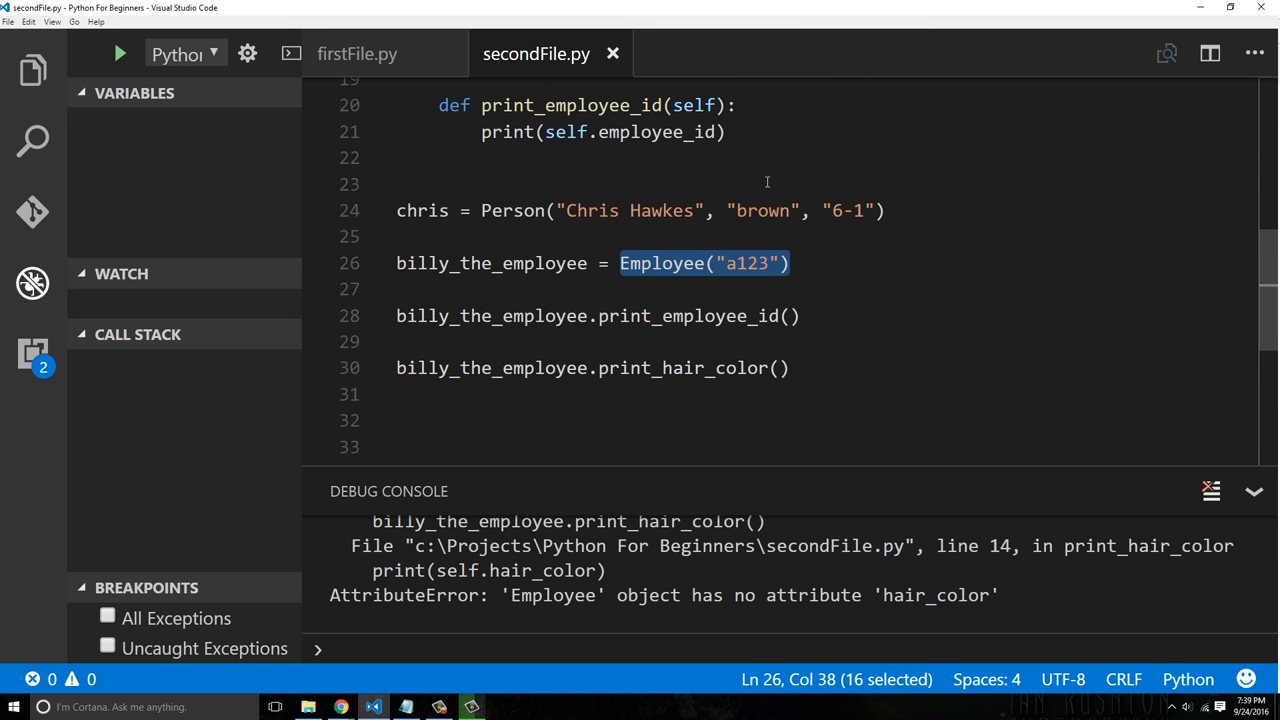 secondFile.py - Python For Beginners - Visual Studio Code
File Edit View Go Help
Pythor
firstFile.py
secondFile.py
VARIABLES
WATCH
CALL STACK
BREAKPOINTS
All Exceptions
Uncaught Exceptions
2
19
20 def print_employee_id(self):
21 print(self.employee_id)
22
23
24 chris = Person("Chris Hawkes", "brown", "6-1")
25
26 billy_the_employee = Employee("a123")
27
28 billy_the_employee.print_employee_id()
29
30 billy_the_employee.print_hair_color()
31
32
33
DEBUG CONSOLE
billy_the_employee.print_hair_color()
File "c:\Projects\Python For Beginners\secondFile.py", line 14, in print_hair_color
print(self.hair_color)
AttributeError: 'Employee' object has no attribute 'hair_color'
0 0
Ln 26, Col 38 (16 selected) Spaces: 4 UTF-8 CRLF Python
I'm Cortana. Ask me anything.
7:39 PM
9/24/2016